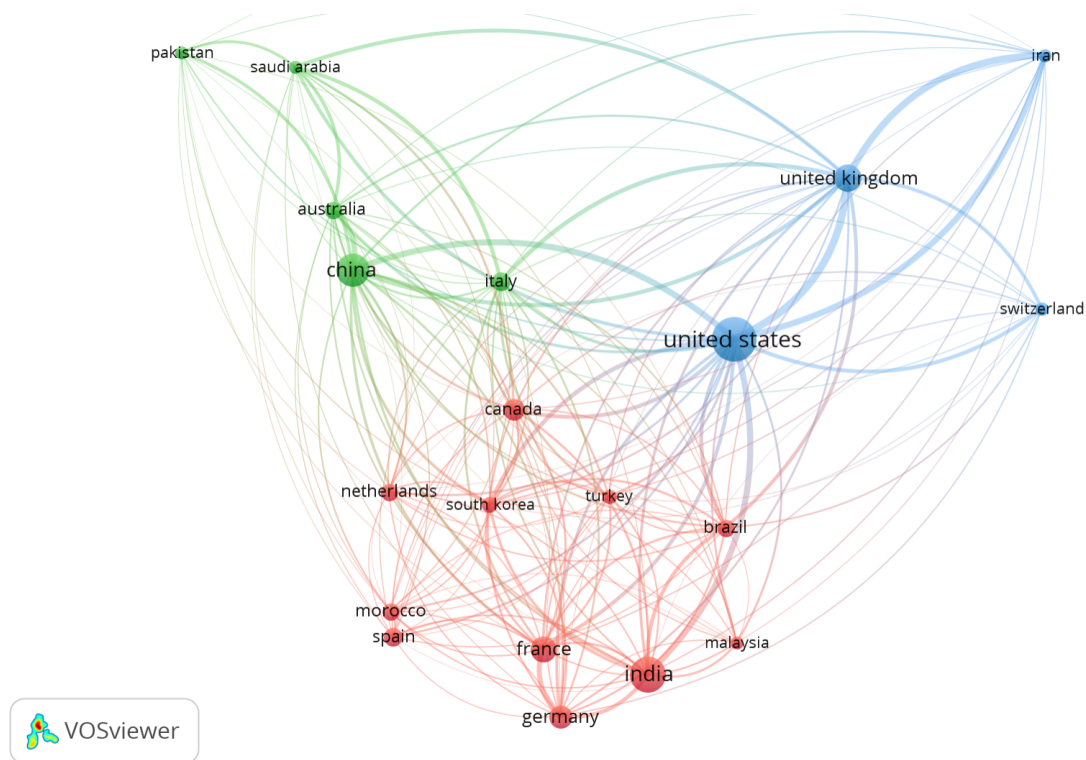 pakistan
saudi arabia
iran
united kingdom
australia
china
italy
switzerland
united states
canada
netherlands
south korea
turkey
brazil
morocco
spain
france
malaysia
india
germany
VOSviewer